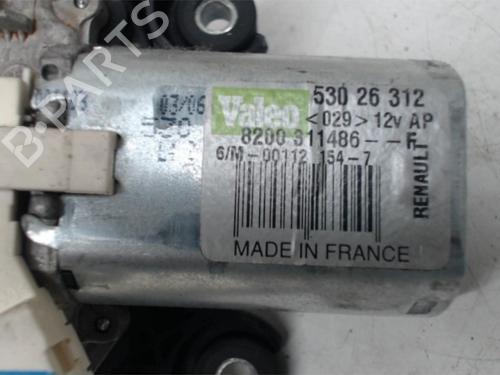 03/06
Valeo
530 26 312
<029> 12v AP
8200 311486--F
6/M-00112 154-7
RENAULT
MADE IN FRANCE
B-PARTS